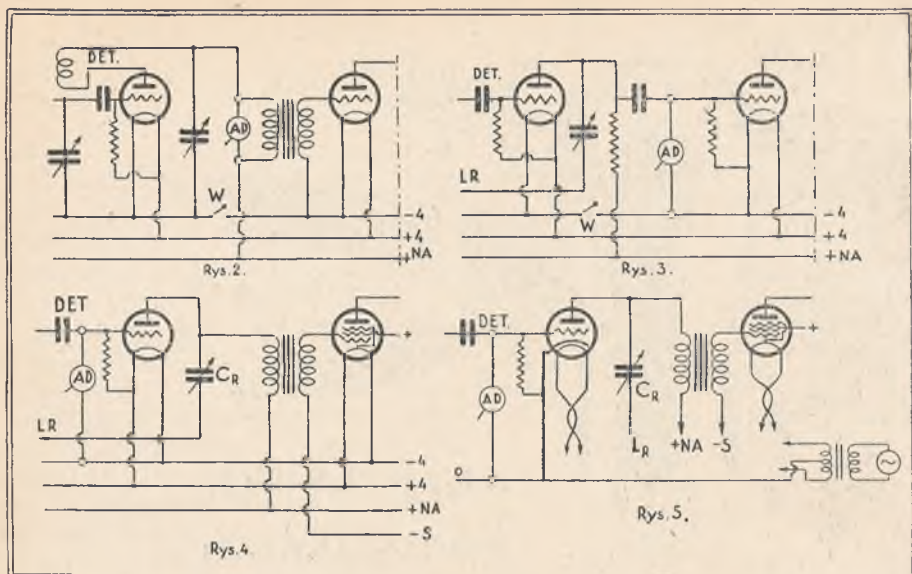 DET.
AD
W
-4
+4
+NA
Rys.2.
DET.
AD
LR
W
-4
+4
+NA
Rys.3.
DET
AD
CR
+
LR
-4
+4
+NA
-S
Rys.4.
DET.
AD
CR
+
LR +NA -S
o
Rys.5.